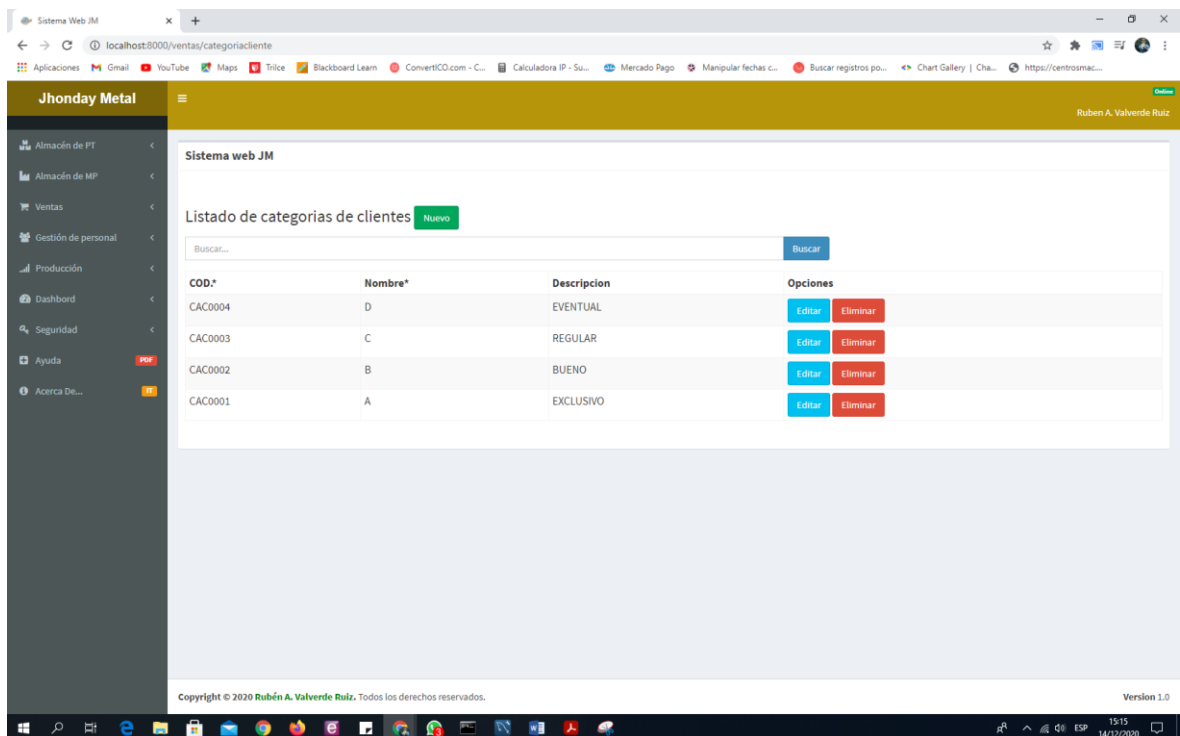 Sistema Web JM
localhost:8000/ventas/categoriacliente
Aplicaciones Gmail YouTube Maps Trilce Blackboard Learn ConvertICO.com - C... Calculadora IP - Su... Mercado Pago Manipular fechas c... Buscar registros po... Chart Gallery | Cha... https://centrosmac....
Jhonday Metal
Online
Ruben A. Valverde Ruiz
Almacén de PT
Almacén de MP
Ventas
Gestión de personal
Producción
Dashbord
Seguridad
Ayuda PDF
Acerca De... IT
Sistema web JM
Listado de categorias de clientes Nuevo
Buscar... Buscar
COD.* Nombre* Descripcion Opciones
CAC0004 D EVENTUAL Editar Eliminar
CAC0003 C REGULAR Editar Eliminar
CAC0002 B BUENO Editar Eliminar
CAC0001 A EXCLUSIVO Editar Eliminar
Copyright © 2020 Rubén A. Valverde Ruiz. Todos los derechos reservados. Version 1.0
ESP 15:15
14/12/2020